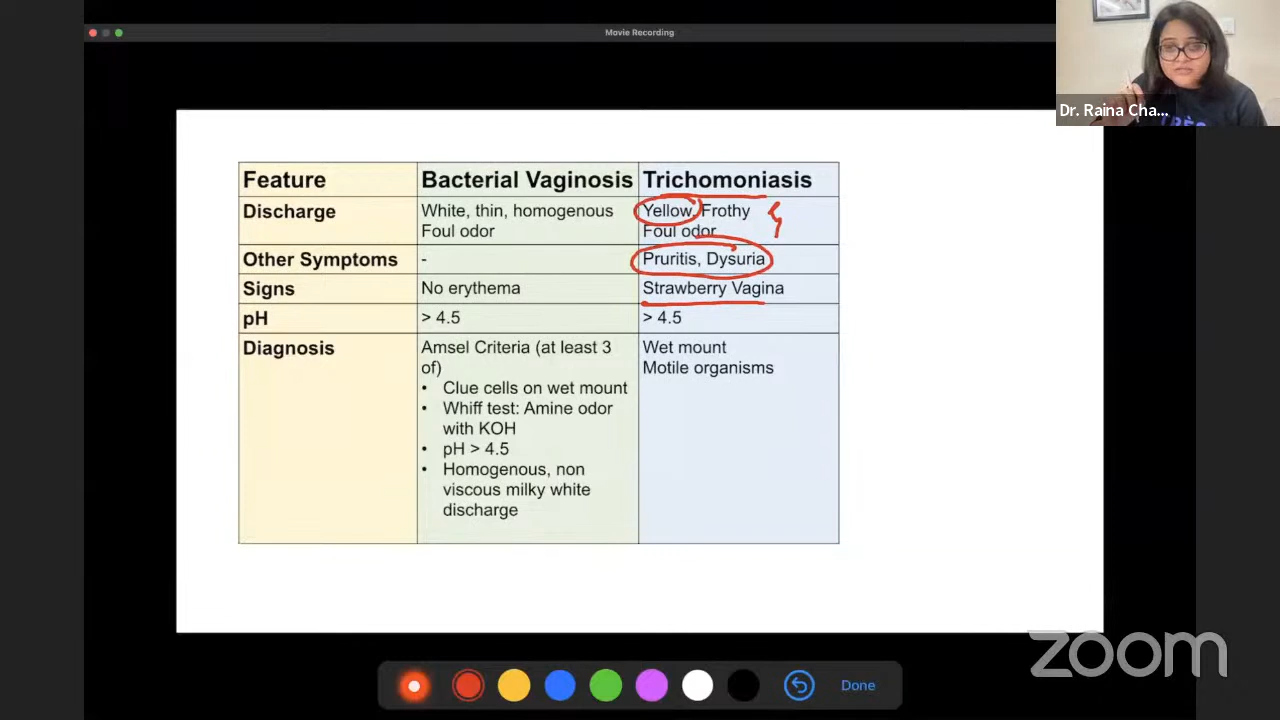 Movie Recording
Dr. Raina Cha...
Feature Bacterial Vaginosis Trichomoniasis
Discharge White, thin, homogenous Yellow, Frothy
Foul odor Foul odor
Other Symptoms - Pruritis, Dysuria
Signs No erythema Strawberry Vagina
pH > 4.5 > 4.5
Diagnosis Amsel Criteria (at least 3 Wet mount
of) Motile organisms
• Clue cells on wet mount
• Whiff test: Amine odor
with KOH
• pH > 4.5
• Homogenous, non
viscous milky white
discharge
zoom
Done